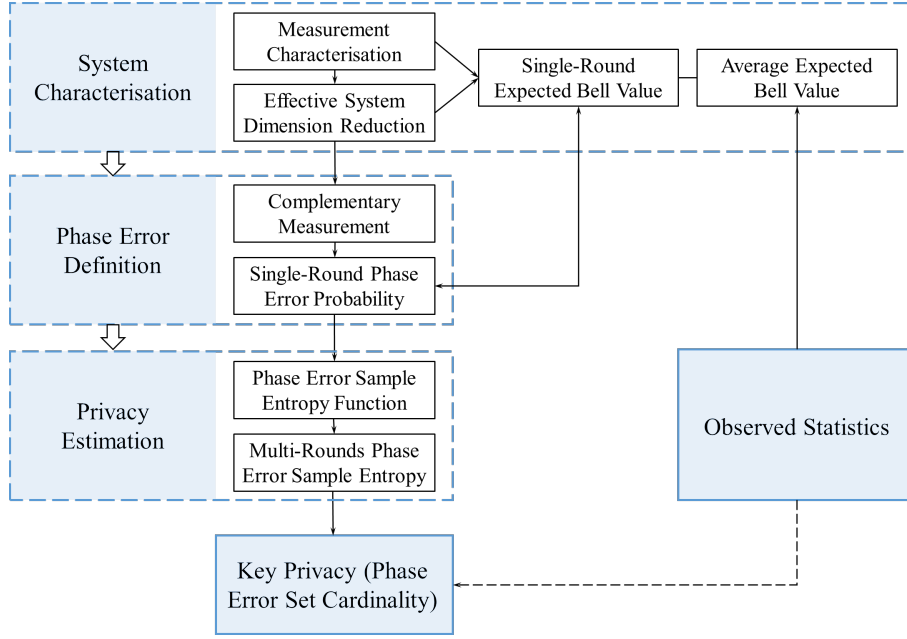 System
Characterisation
Measurement
Characterisation
Effective System
Dimension Reduction
Single-Round
Expected Bell Value
Average Expected
Bell Value
Phase Error
Definition
Complementary
Measurement
Single-Round Phase
Error Probability
Privacy
Estimation
Phase Error Sample
Entropy Function
Multi-Rounds Phase
Error Sample Entropy
Observed Statistics
Key Privacy (Phase
Error Set Cardinality)